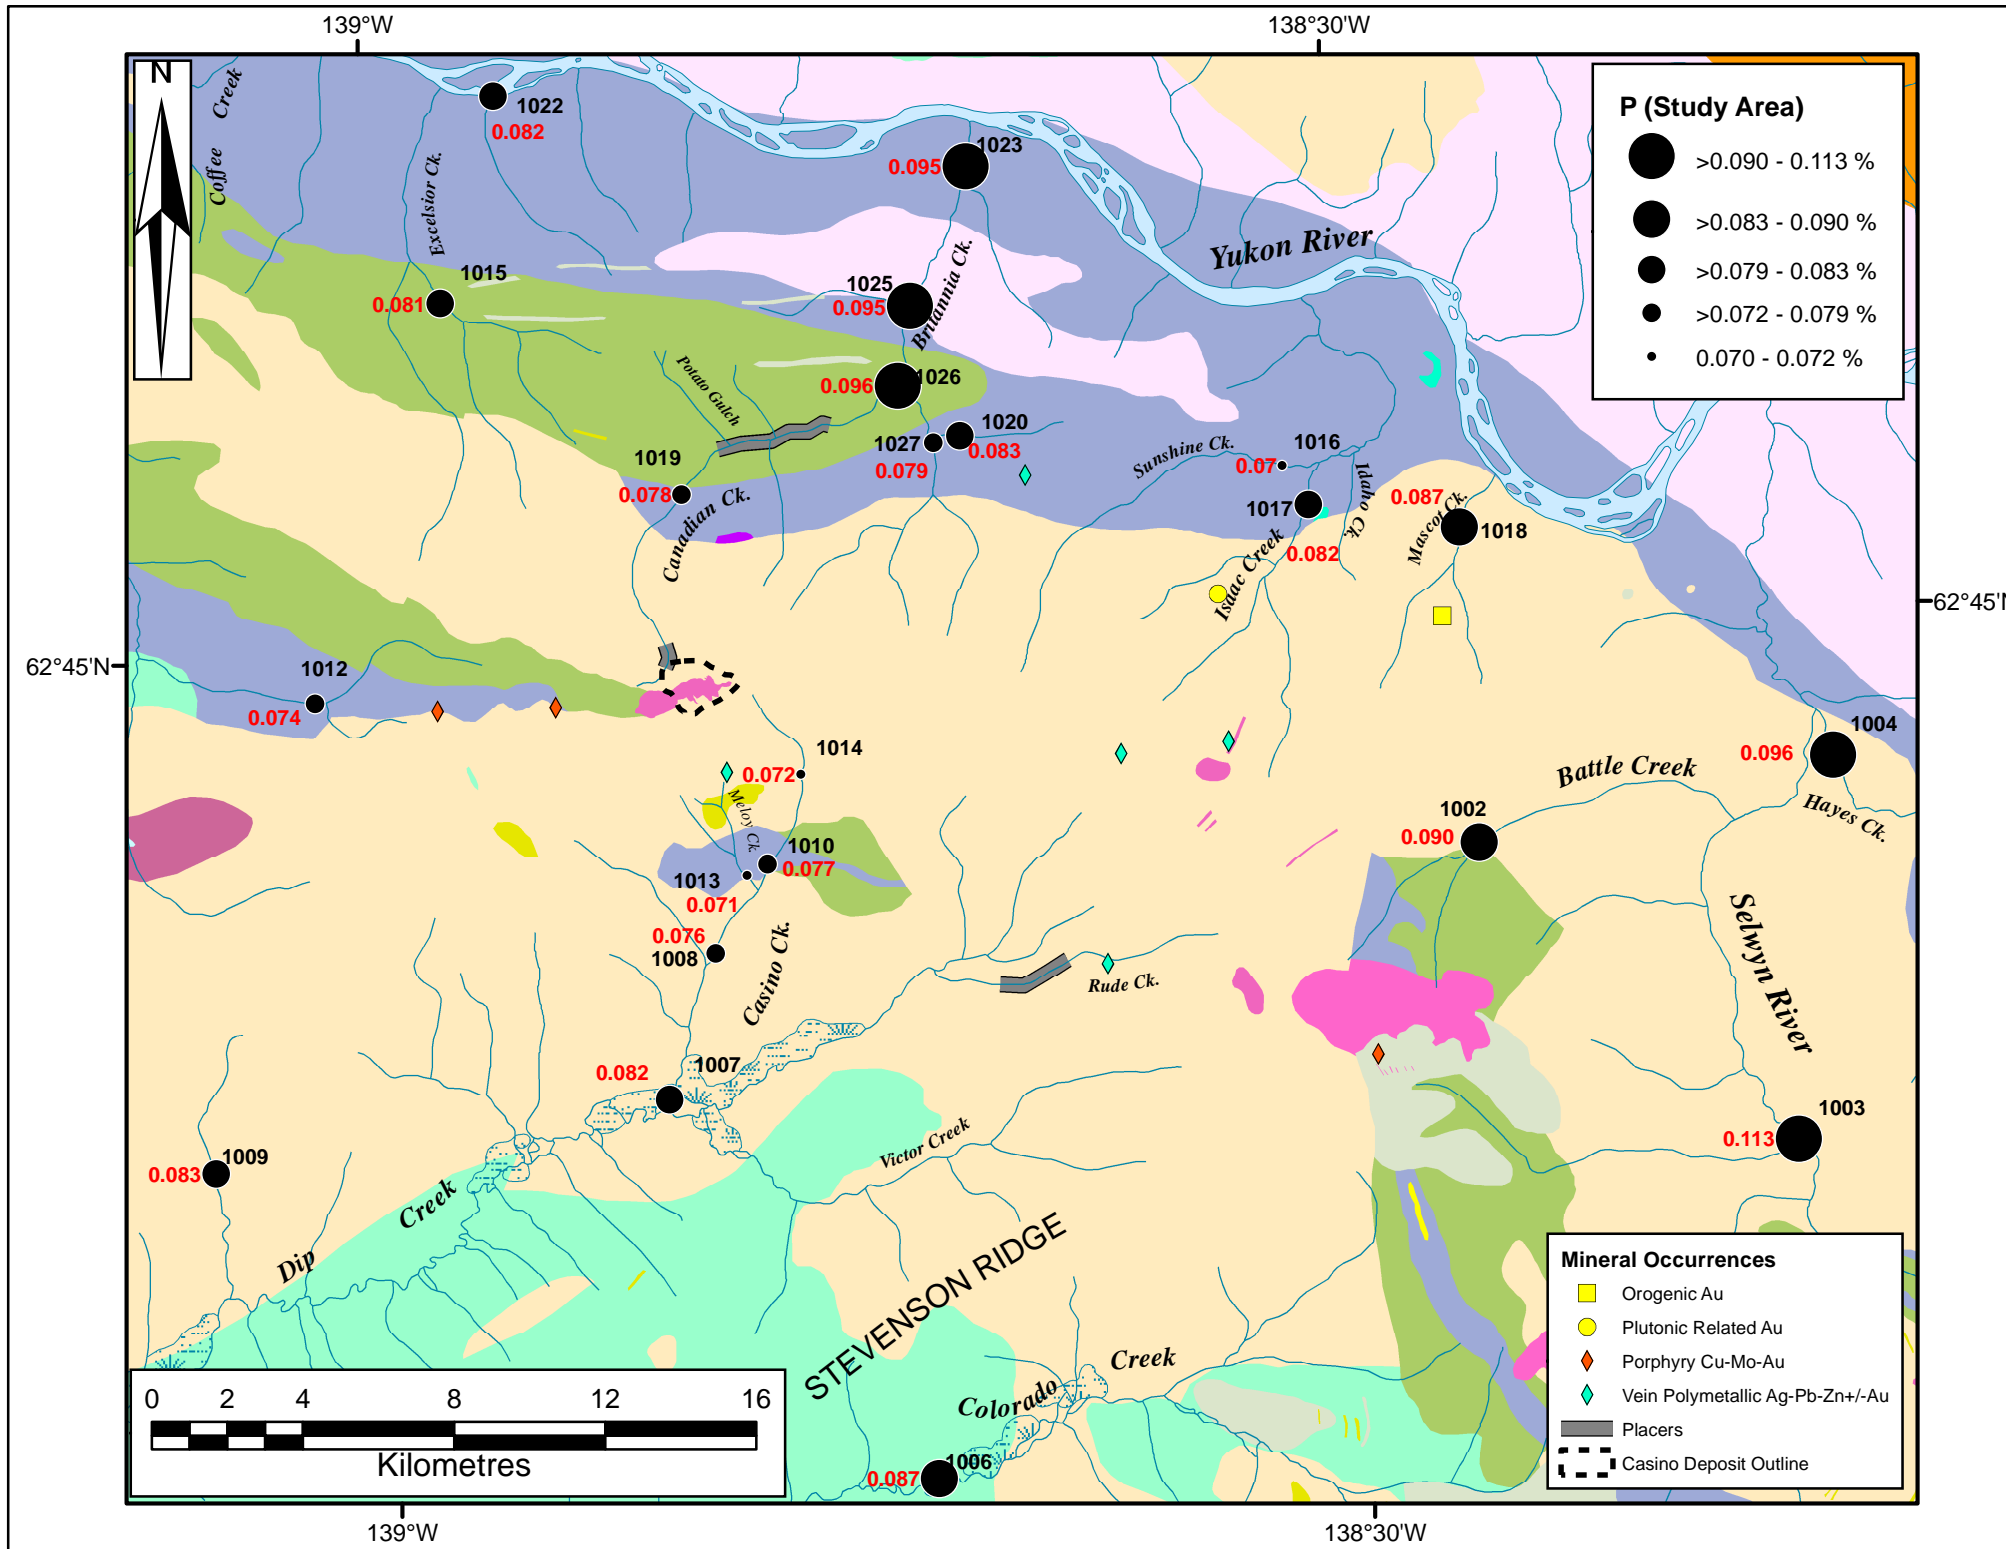 139°W
138°30'W
N
Coffee Creek
Excelsior Ck.
1022
0.082
1023
0.095
P (Study Area)
>0.090 - 0.113 %
>0.083 - 0.090 %
>0.079 - 0.083 %
>0.072 - 0.079 %
0.070 - 0.072 %
Yukon River
1015
0.081
1025
0.095
Britannia Ck.
1026
0.096
Potato Gulch
1019
0.078
Canadian Ck.
1027
0.079
1020
0.083
Sunshine Ck.
1016
0.07
1017
0.082
Idaho Ck.
Isaac Creek
0.087
Mascot Ck.
1018
62°45'N
62°45'N
1012
0.074
1014
0.072
Meloy Ck.
1010
0.077
1013
0.071
0.076
1008
Casino Ck.
Rude Ck.
1004
0.096
Battle Creek
Hayes Ck.
1002
0.090
Selwyn River
1007
0.082
1003
0.113
1009
0.083
Victor Creek
Dip Creek
STEVENSON RIDGE
Colorado Creek
1006
0.087
Mineral Occurrences
Orogenic Au
Plutonic Related Au
Porphyry Cu-Mo-Au
Vein Polymetallic Ag-Pb-Zn+/-Au
Placers
Casino Deposit Outline
0 2 4 8 12 16
Kilometres
139°W
138°30'W